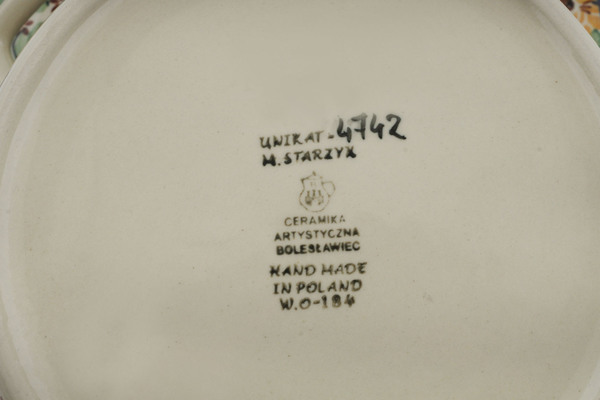 UNIKAT-4742
M. STARZYK
CERAMIKA
ARTYSTYCZNA
BOLESŁAWIEC
HAND MADE
IN POLAND
W.O-184